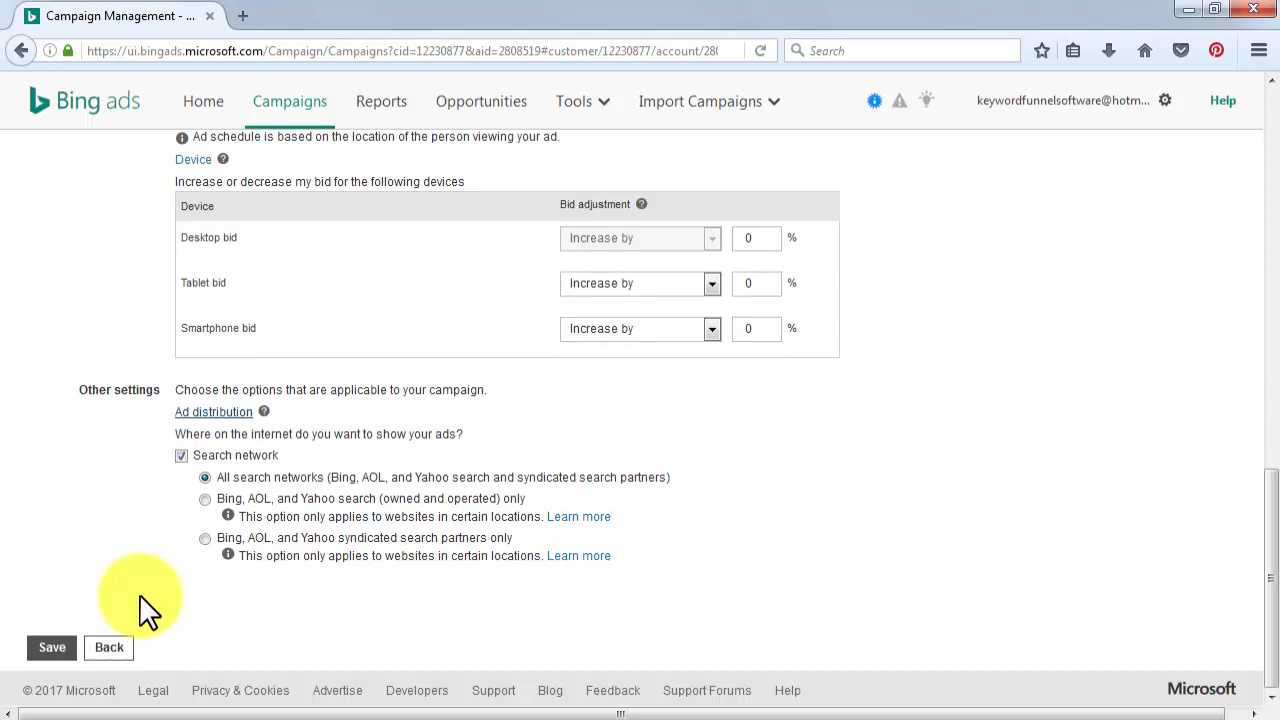 Campaign Management - ...
https://ui.bingads.microsoft.com/Campaign/Campaigns?cid=12230877&aid=2808519#customer/12230877/account/280
Search
Bing ads
Home
Campaigns
Reports
Opportunities
Tools
Import Campaigns
keywordfunnelsoftware@hotm...
Help
Ad schedule is based on the location of the person viewing your ad.
Device
Increase or decrease my bid for the following devices
Device
Bid adjustment
Desktop bid
Increase by
0
%
Tablet bid
Increase by
0
%
Smartphone bid
Increase by
0
%
Other settings
Choose the options that are applicable to your campaign.
Ad distribution
Where on the internet do you want to show your ads?
Search network
All search networks (Bing, AOL, and Yahoo search and syndicated search partners)
Bing, AOL, and Yahoo search (owned and operated) only
This option only applies to websites in certain locations. Learn more
Bing, AOL, and Yahoo syndicated search partners only
This option only applies to websites in certain locations. Learn more
Save
Back
© 2017 Microsoft
Legal
Privacy & Cookies
Advertise
Developers
Support
Blog
Feedback
Support Forums
Help
Microsoft